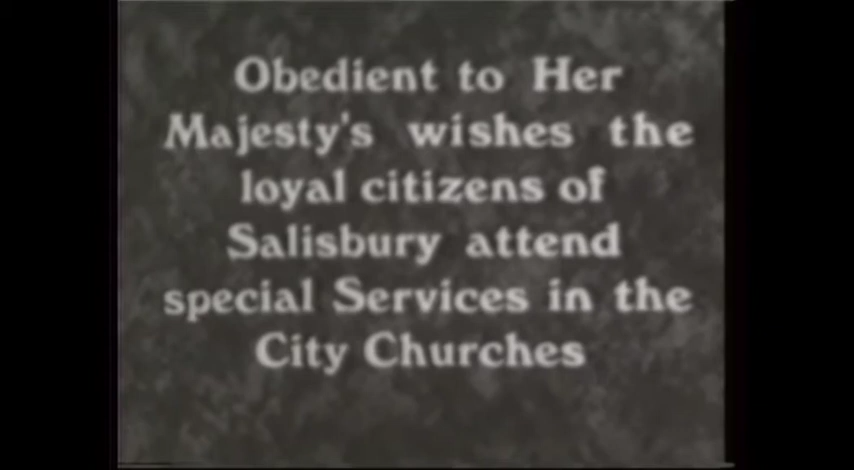 Obedient to Her
Majesty's wishes the
loyal citizens of
Salisbury attend
special Services in the
City Churches